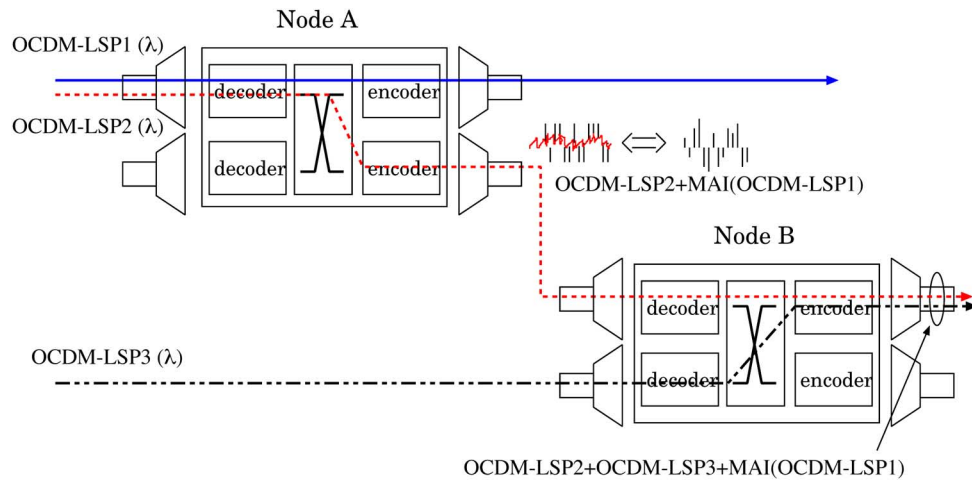 Node A
OCDM-LSP1 (λ)
decoder
encoder
OCDM-LSP2 (λ)
decoder
encoder
OCDM-LSP2+MAI(OCDM-LSP1)
Node B
decoder
encoder
OCDM-LSP3 (λ)
decoder
encoder
OCDM-LSP2+OCDM-LSP3+MAI(OCDM-LSP1)